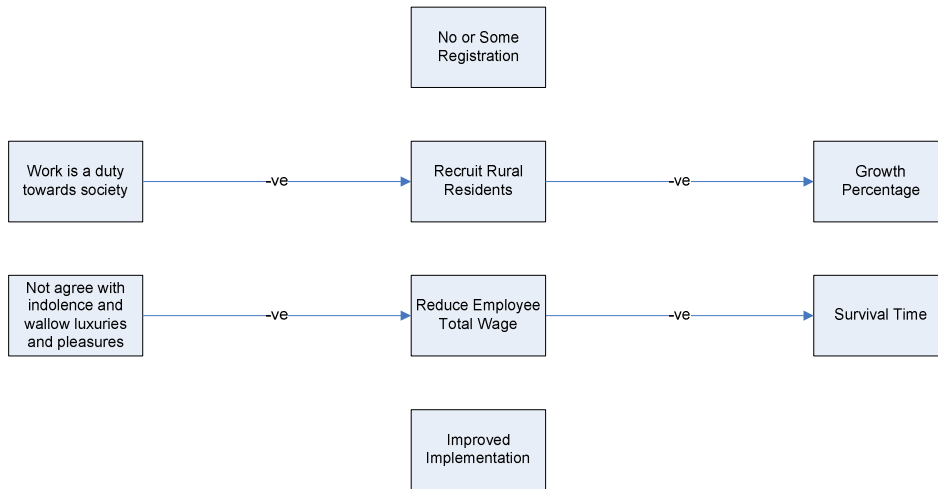 No or Some
Registration
Work is a duty
towards society
-ve
Recruit Rural
Residents
-ve
Growth
Percentage
Not agree with
indolence and
wallow luxuries
and pleasures
-ve
Reduce Employee
Total Wage
-ve
Survival Time
Improved
Implementation